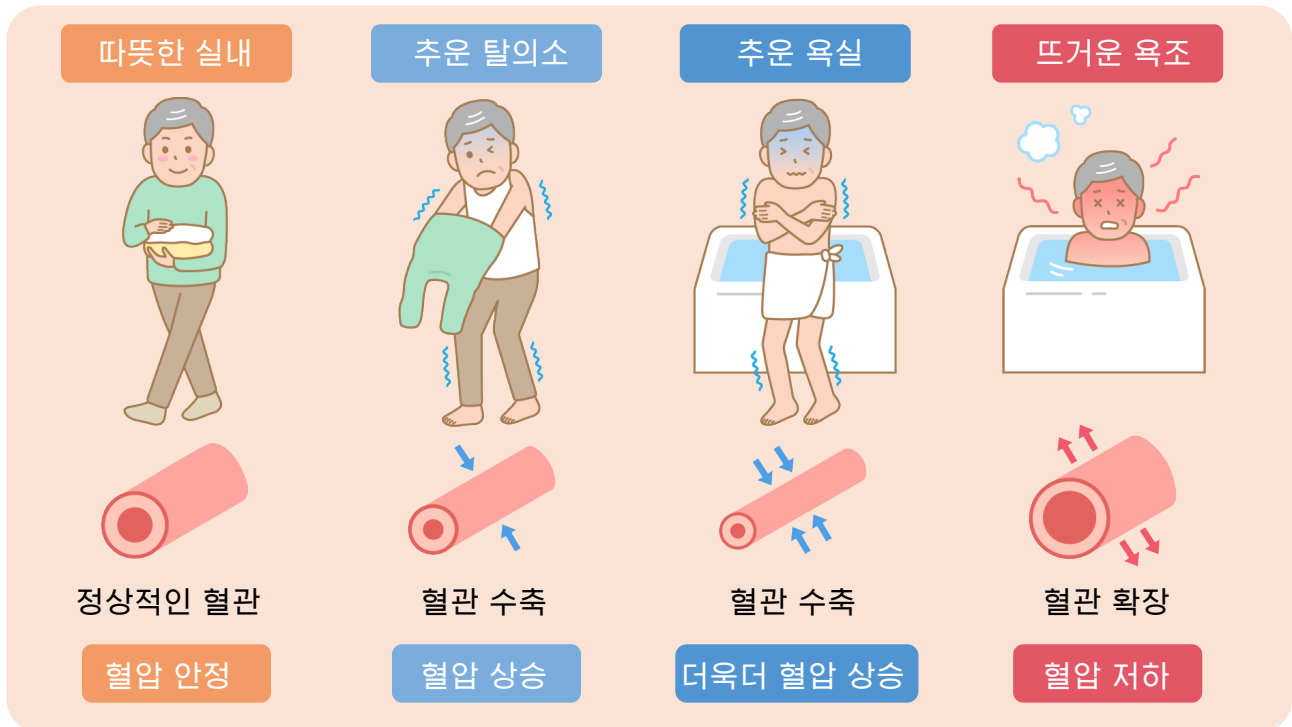 따뜻한 실내
추운 탈의소
추운 욕실
뜨거운 욕조
정상적인 혈관
혈관 수축
혈관 수축
혈관 확장
혈압 안정
혈압 상승
더욱더 혈압 상승
혈압 저하